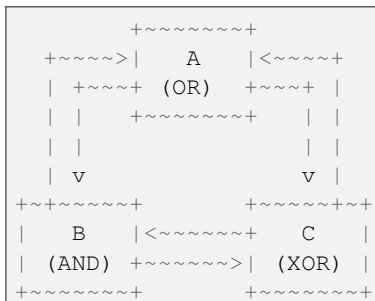 +~~~~~~~+
+~~~~>|   A   |<~~~~+
|  +~~~+  (OR)  +~~~+  |
|  |   +~~~~~~~+   |  |
|  |               |  |
|  v               v  |
+~+~~~~~+       +~~~~~+~+
|   B   |<~~~~~~+   C   |
| (AND) +~~~~~~>| (XOR) |
+~~~~~~~+       +~~~~~~~+